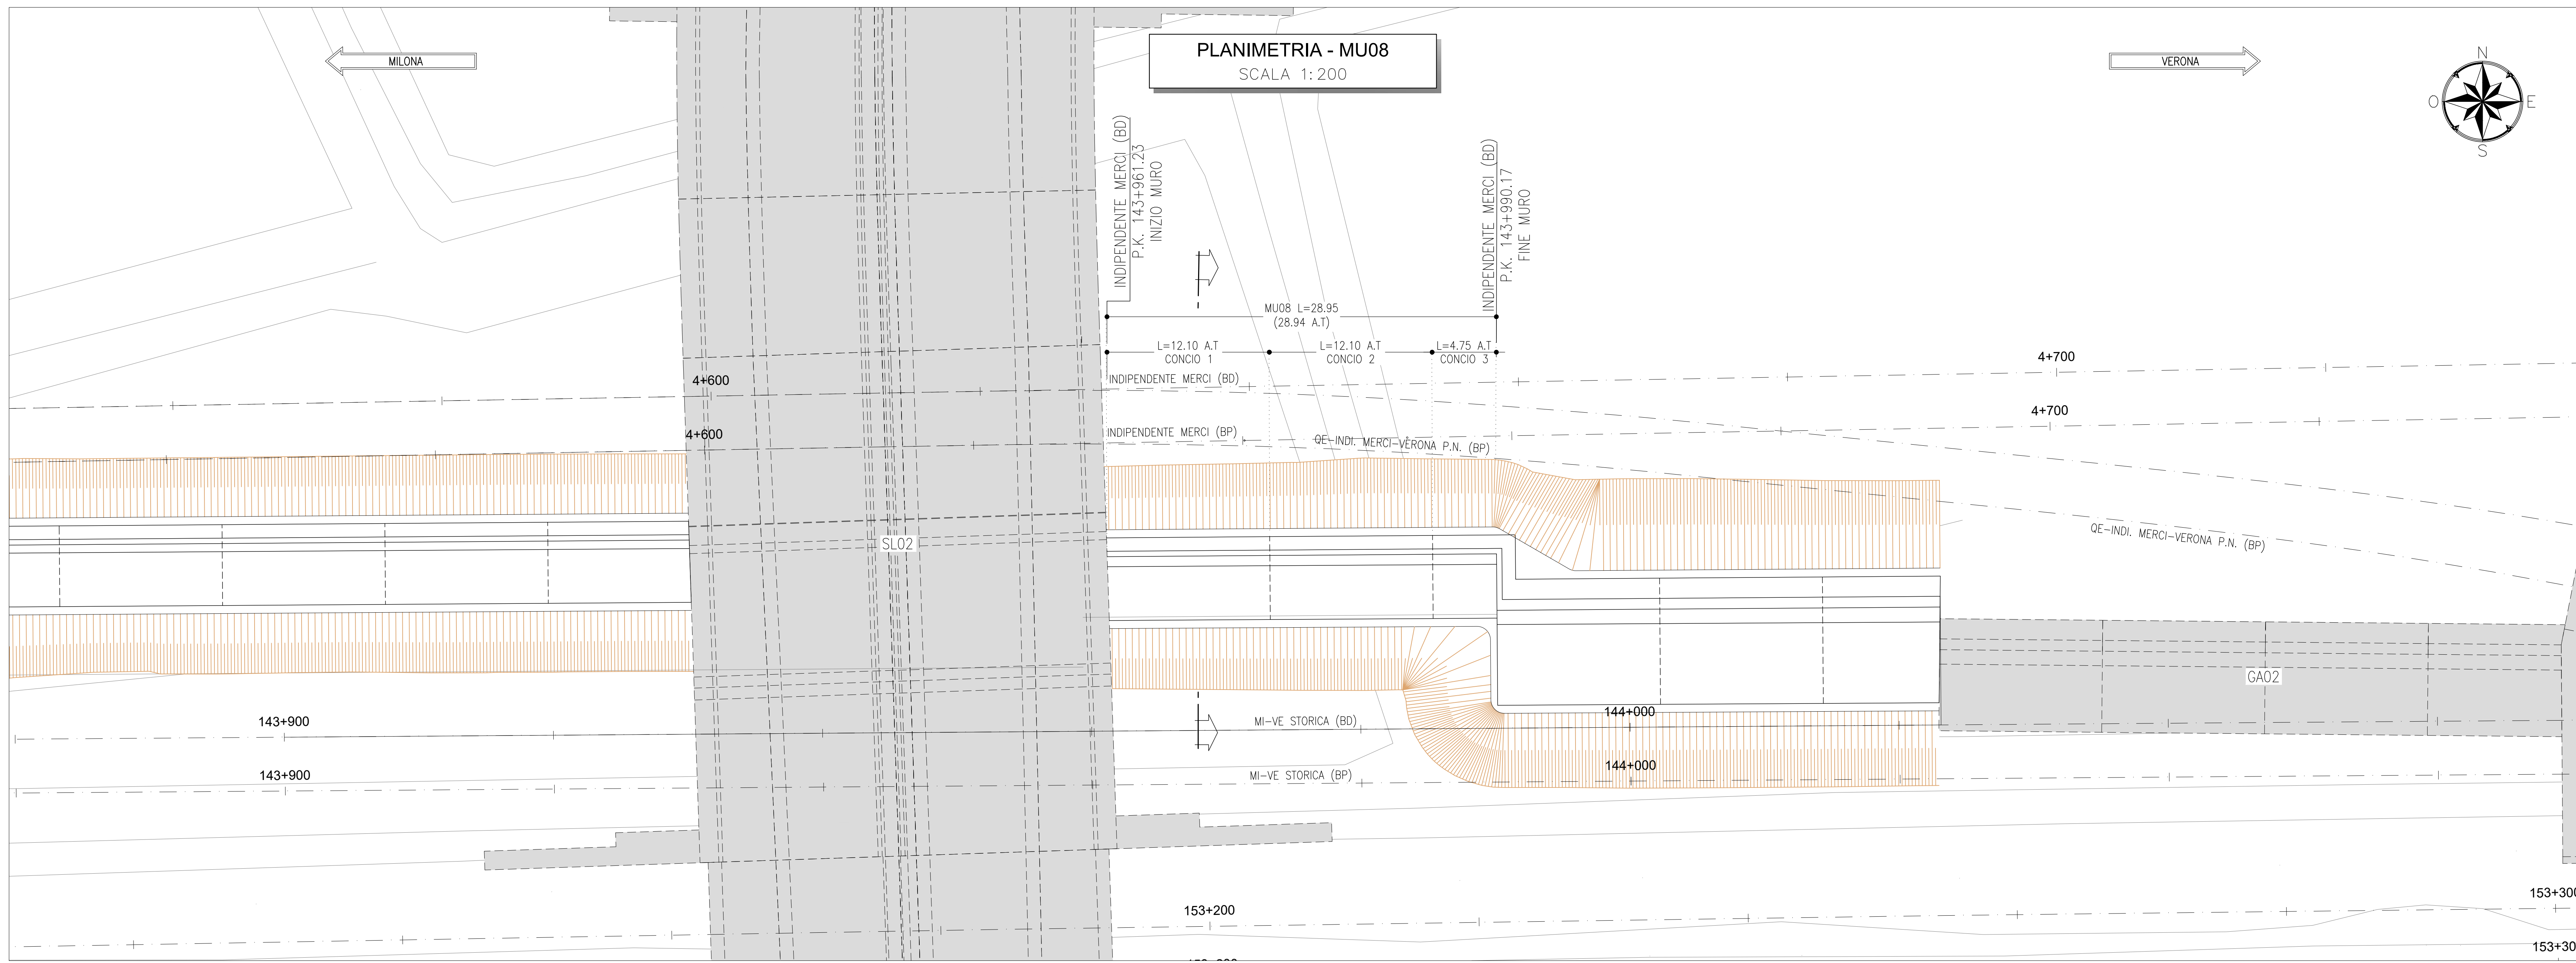 MILONA
PLANIMETRIA - MU08
SCALA 1:200
VERONA
N
O
E
S
INDIPENDENTE MERCI (BD)
P.K. 143+961.23
INIZIO MURO
INDIPENDENTE MERCI (BD)
P.K. 143+990.17
FINE MURO
MU08 L=28.95
(28.94 A.T)
L=12.10 A.T
CONCIO 1
L=12.10 A.T
CONCIO 2
L=4.75 A.T
CONCIO 3
4+600
INDIPENDENTE MERCI (BD)
4+700
4+600
INDIPENDENTE MERCI (BP)
QE-INDI. MERCI-VERONA P.N. (BP)
4+700
SL02
QE-INDI. MERCI-VERONA P.N. (BP)
GA02
143+900
MI-VE STORICA (BD)
144+000
143+900
MI-VE STORICA (BP)
144+000
153+200
153+300
153+30